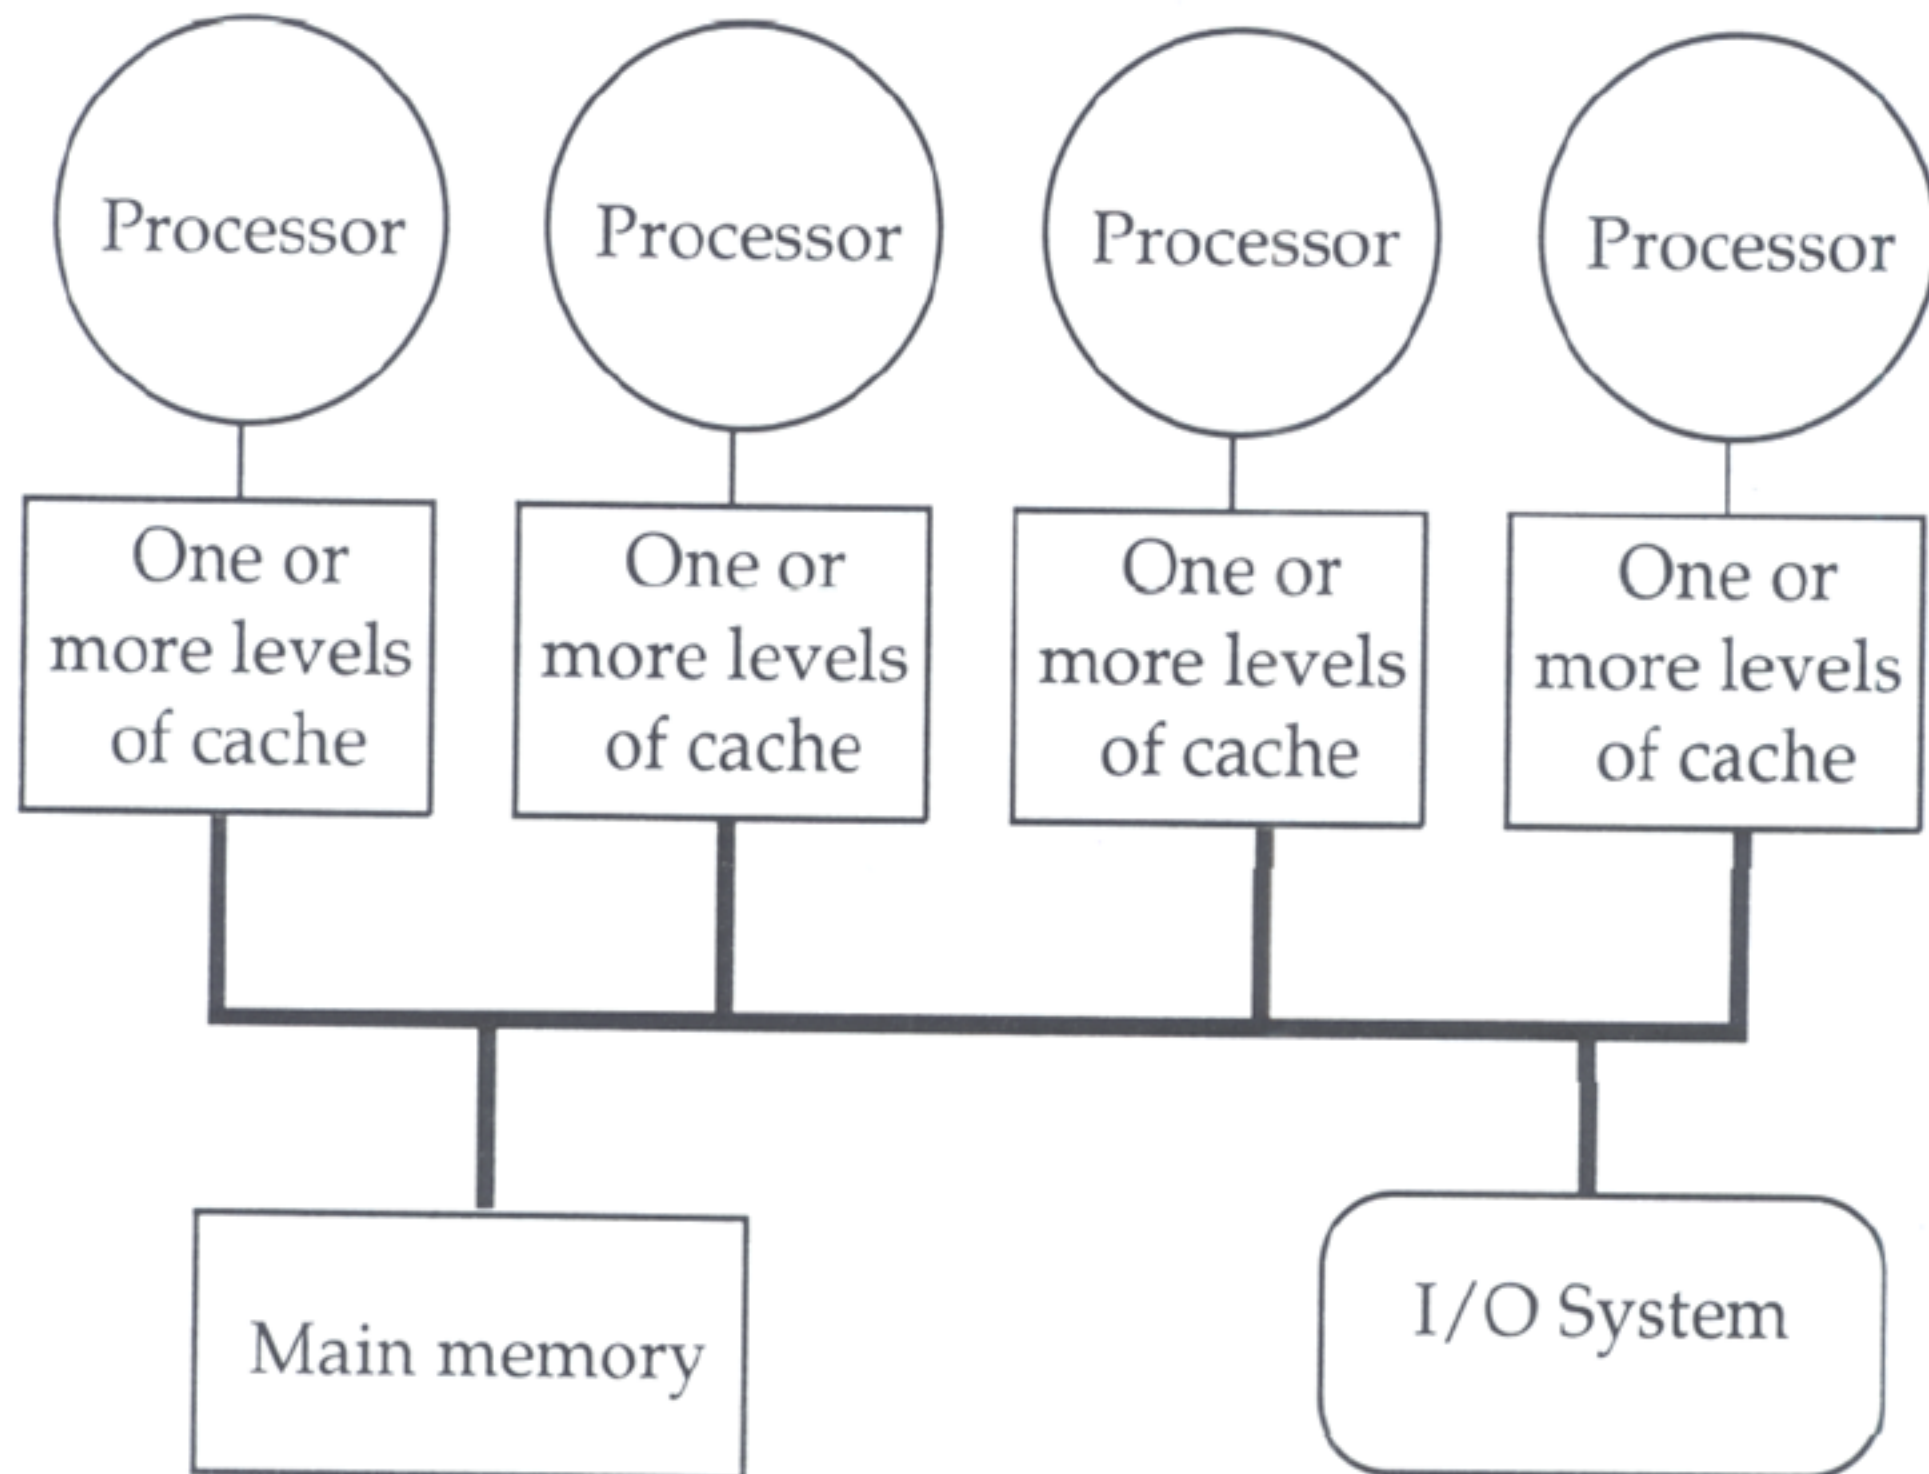 Processor
Processor
Processor
Processor
One or
more levels
of cache
One or
more levels
of cache
One or
more levels
of cache
One or
more levels
of cache
Main memory
I/O System